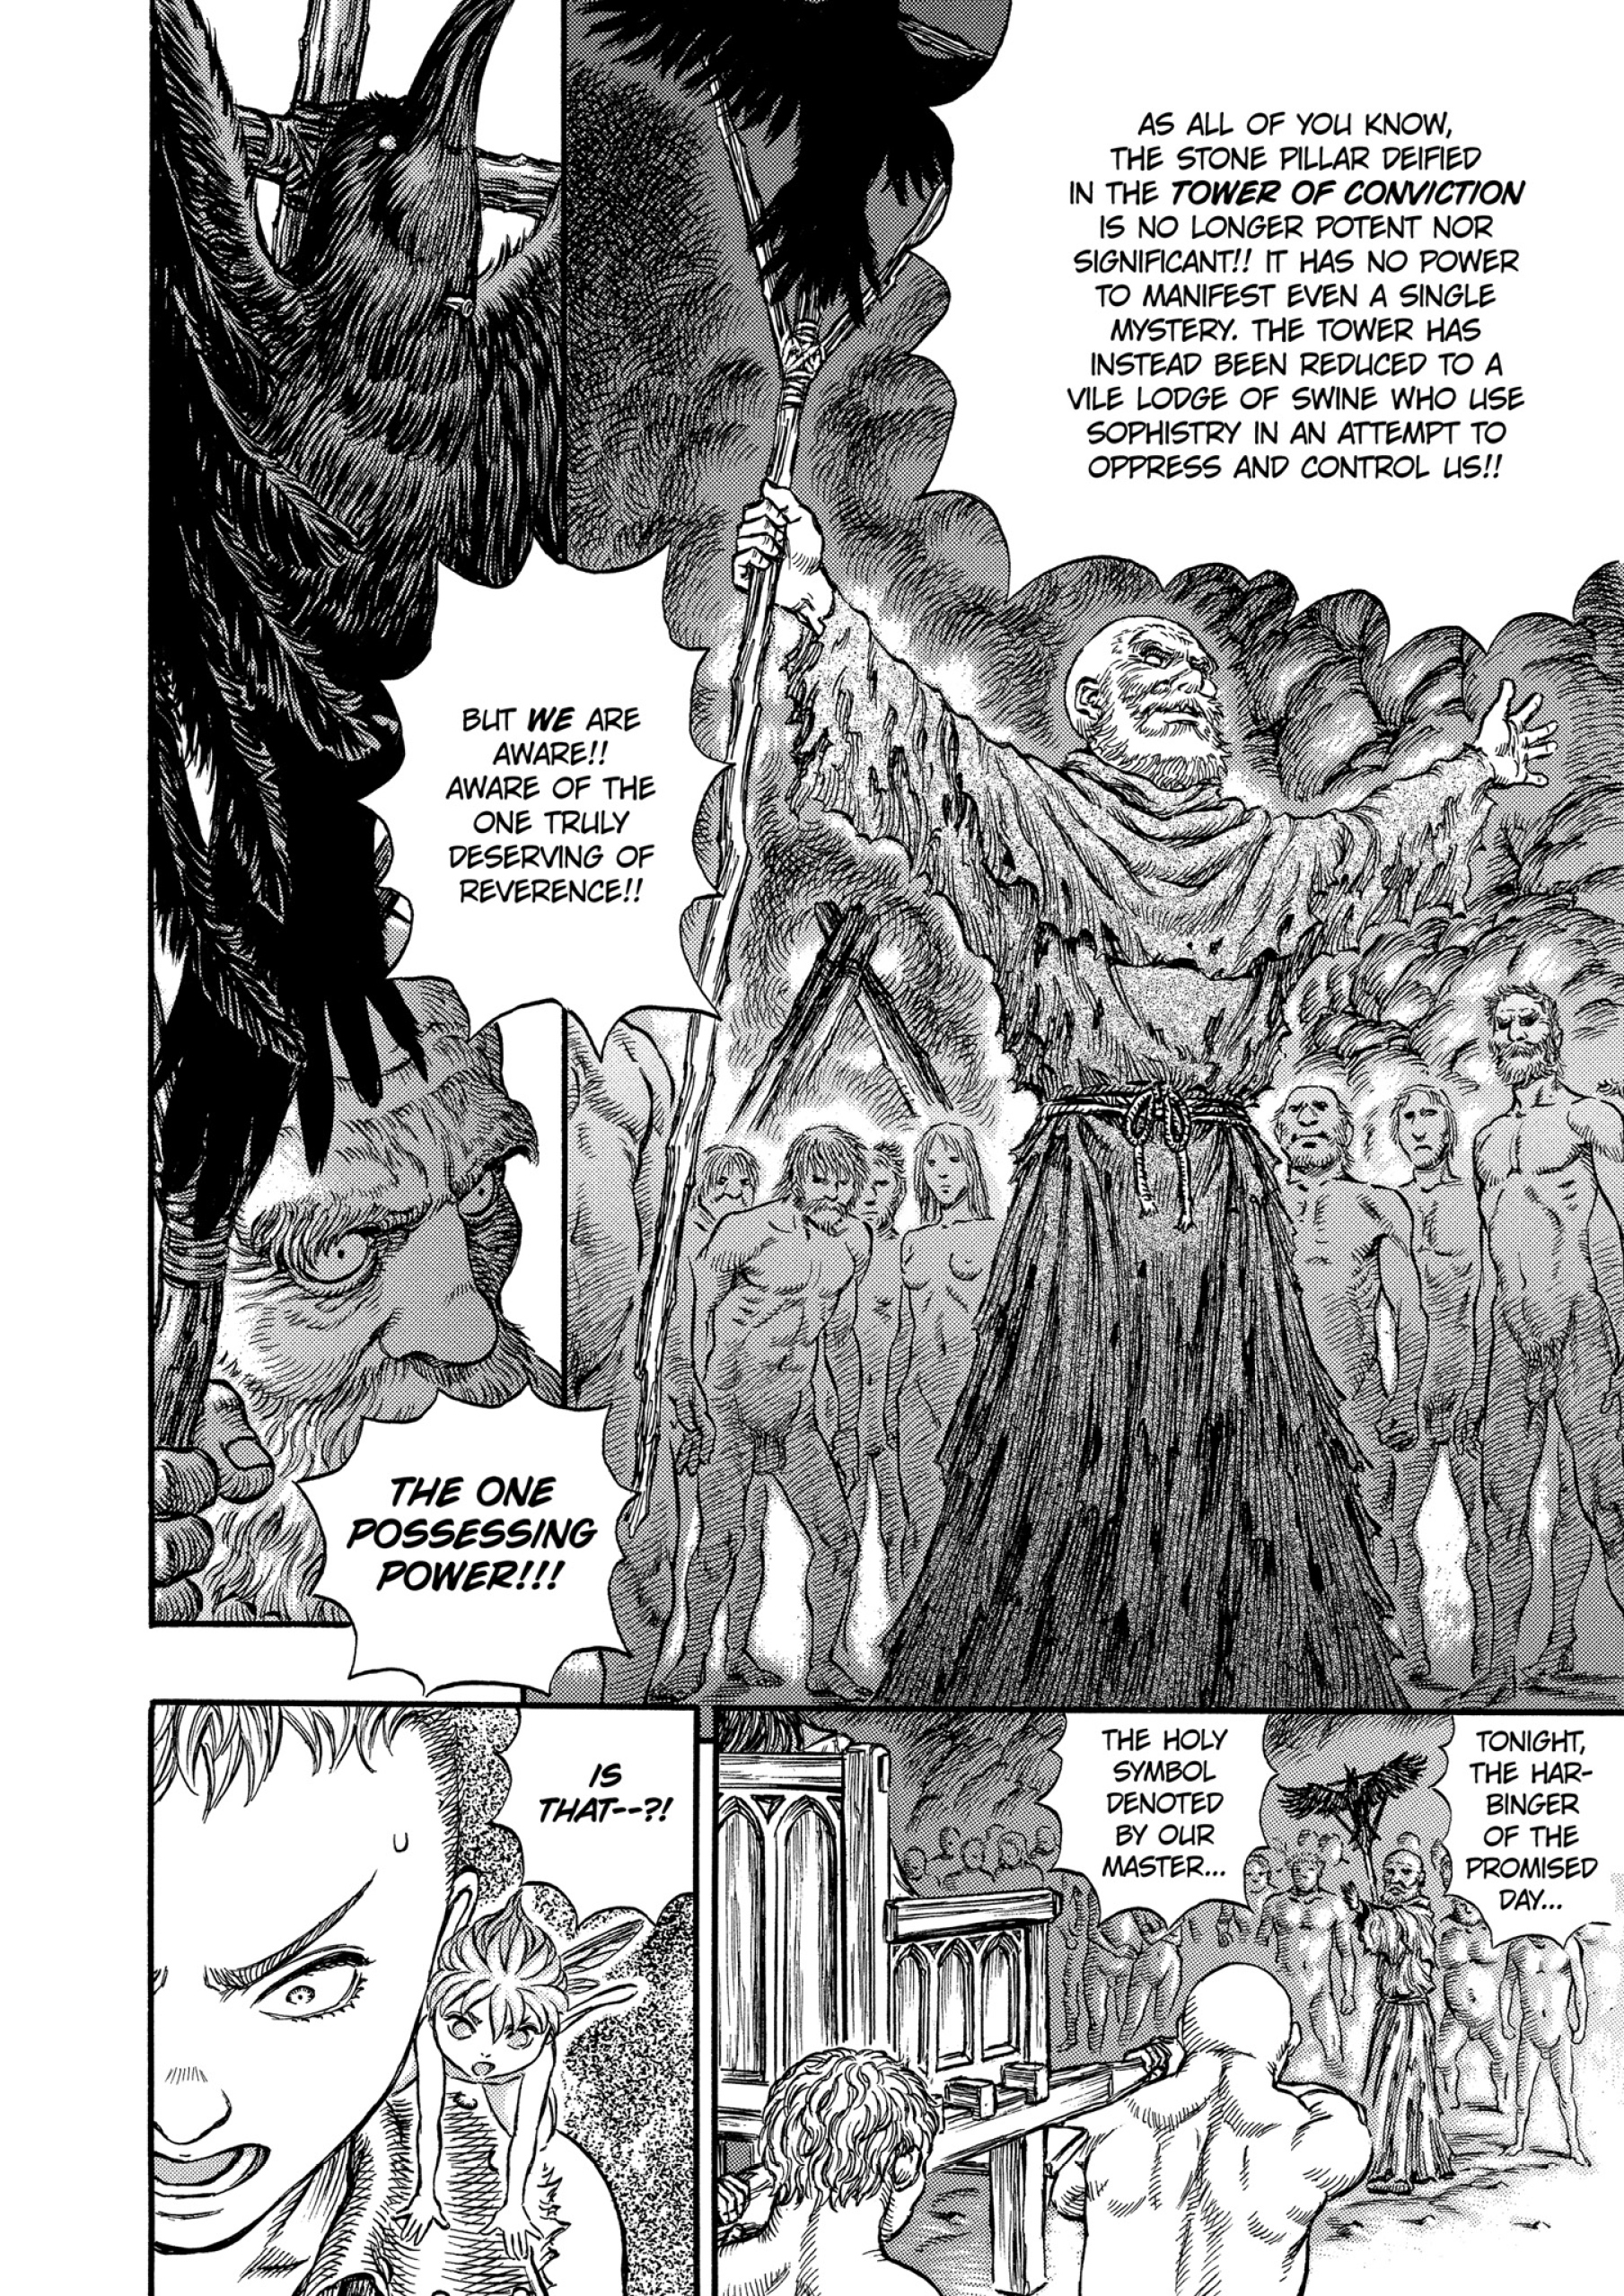 AS ALL OF YOU KNOW,
THE STONE PILLAR DEIFIED
IN THE TOWER OF CONVICTION
IS NO LONGER POTENT NOR
SIGNIFICANT!! IT HAS NO POWER
TO MANIFEST EVEN A SINGLE
MYSTERY. THE TOWER HAS
INSTEAD BEEN REDUCED TO A
VILE LODGE OF SWINE WHO USE
SOPHISTRY IN AN ATTEMPT TO
OPPRESS AND CONTROL US!!
BUT WE ARE
AWARE!!
AWARE OF THE
ONE TRULY
DESERVING OF
REVERENCE!!
THE ONE
POSSESSING
POWER!!!
TONIGHT,
THE HAR-
BINGER
OF THE
PROMISED
DAY...
THE HOLY
SYMBOL
DENOTED
BY OUR
MASTER...
IS
THAT--?!